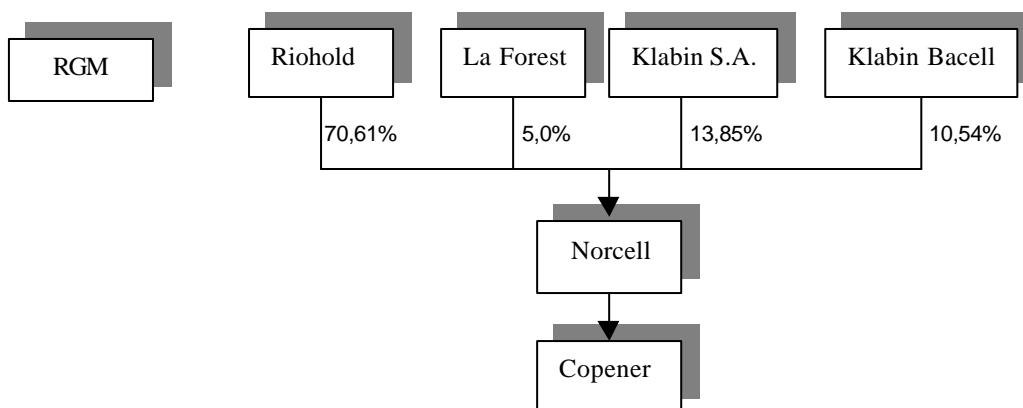 RGM
Riohold
La Forest
Klabin S.A.
Klabin Bacell
70,61%
5,0%
13,85%
10,54%
Norcell
Copener